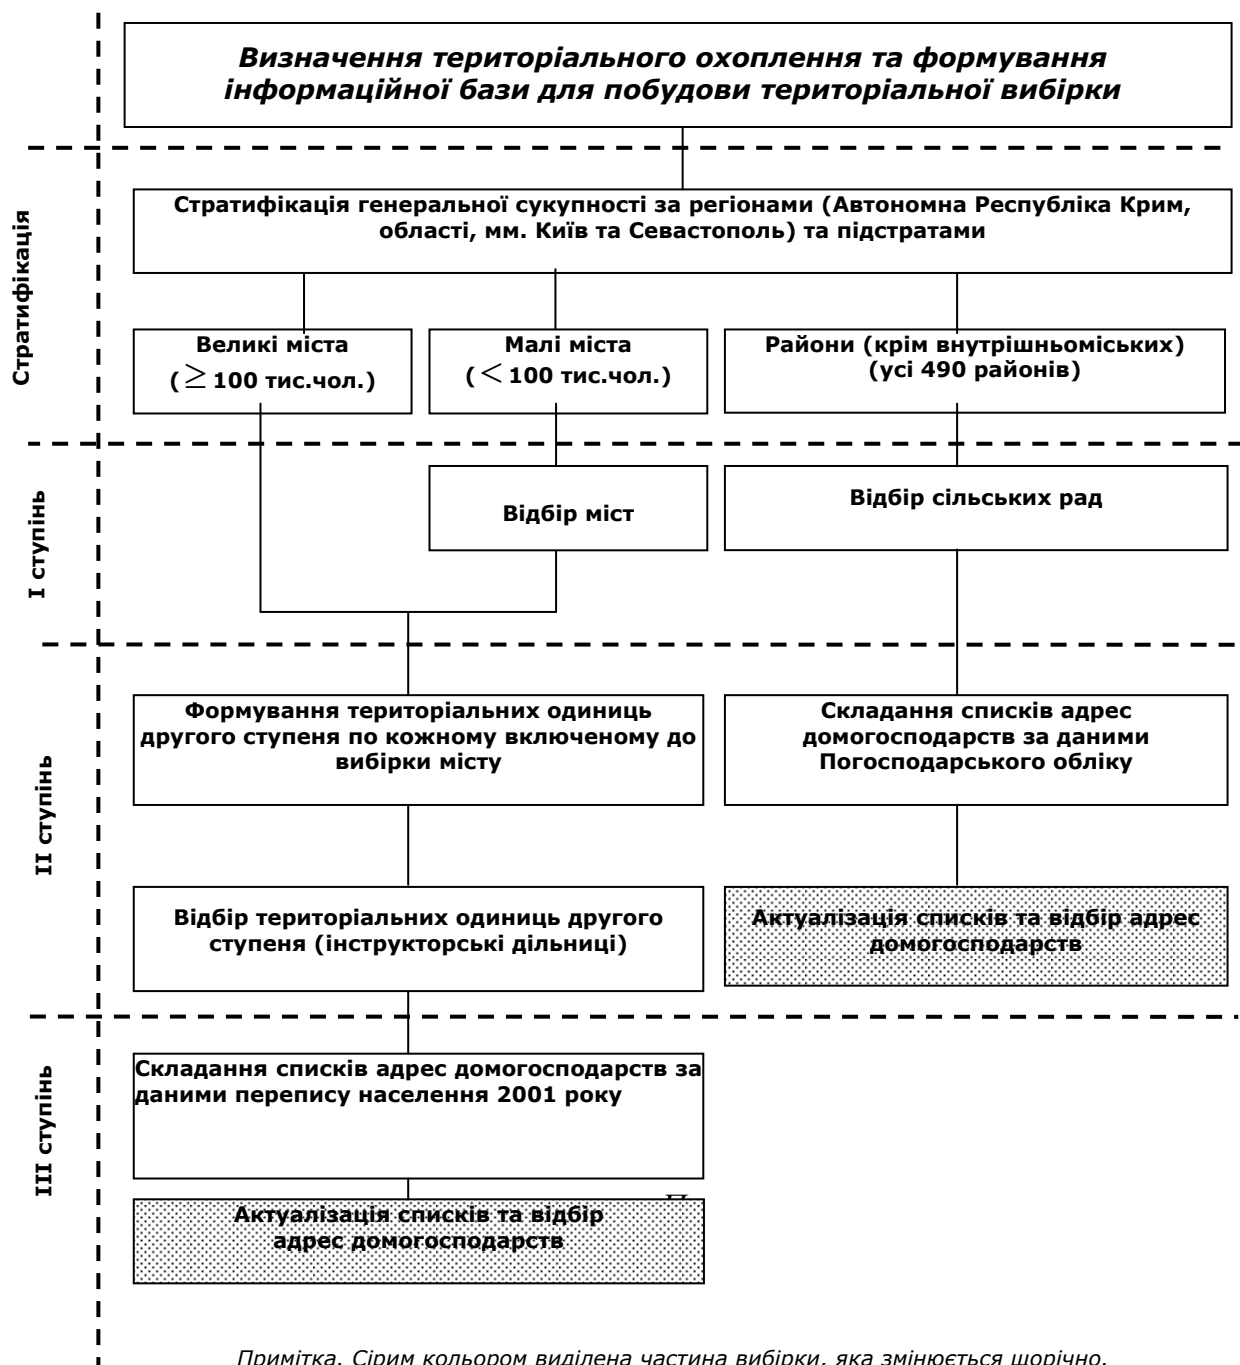 Визначення територіального охоплення та формування
інформаційної бази для побудови територіальної вибірки
Стратифікація
Стратифікація генеральної сукупності за регіонами (Автономна Республіка Крим,
області, мм. Київ та Севастополь) та підстратами
Великі міста
( ≥ 100 тис.чол.)
Малі міста
( < 100 тис.чол.)
Райони (крім внутрішньоміських)
(усі 490 районів)
I ступінь
Відбір міст
Відбір сільських рад
II ступінь
Формування територіальних одиниць
другого ступеня по кожному включеному до
вибірки місту
Складання списків адрес
домогосподарств за даними
Погосподарського обліку
Відбір територіальних одиниць другого
ступеня (інструкторські дільниці)
Актуалізація списків та відбір адрес
домогосподарств
III ступінь
Складання списків адрес домогосподарств за
даними перепису населення 2001 року
Актуалізація списків та відбір
адрес домогосподарств
Примітка. Сірим кольором виділена частина вибірки, яка змінюється щорічно.